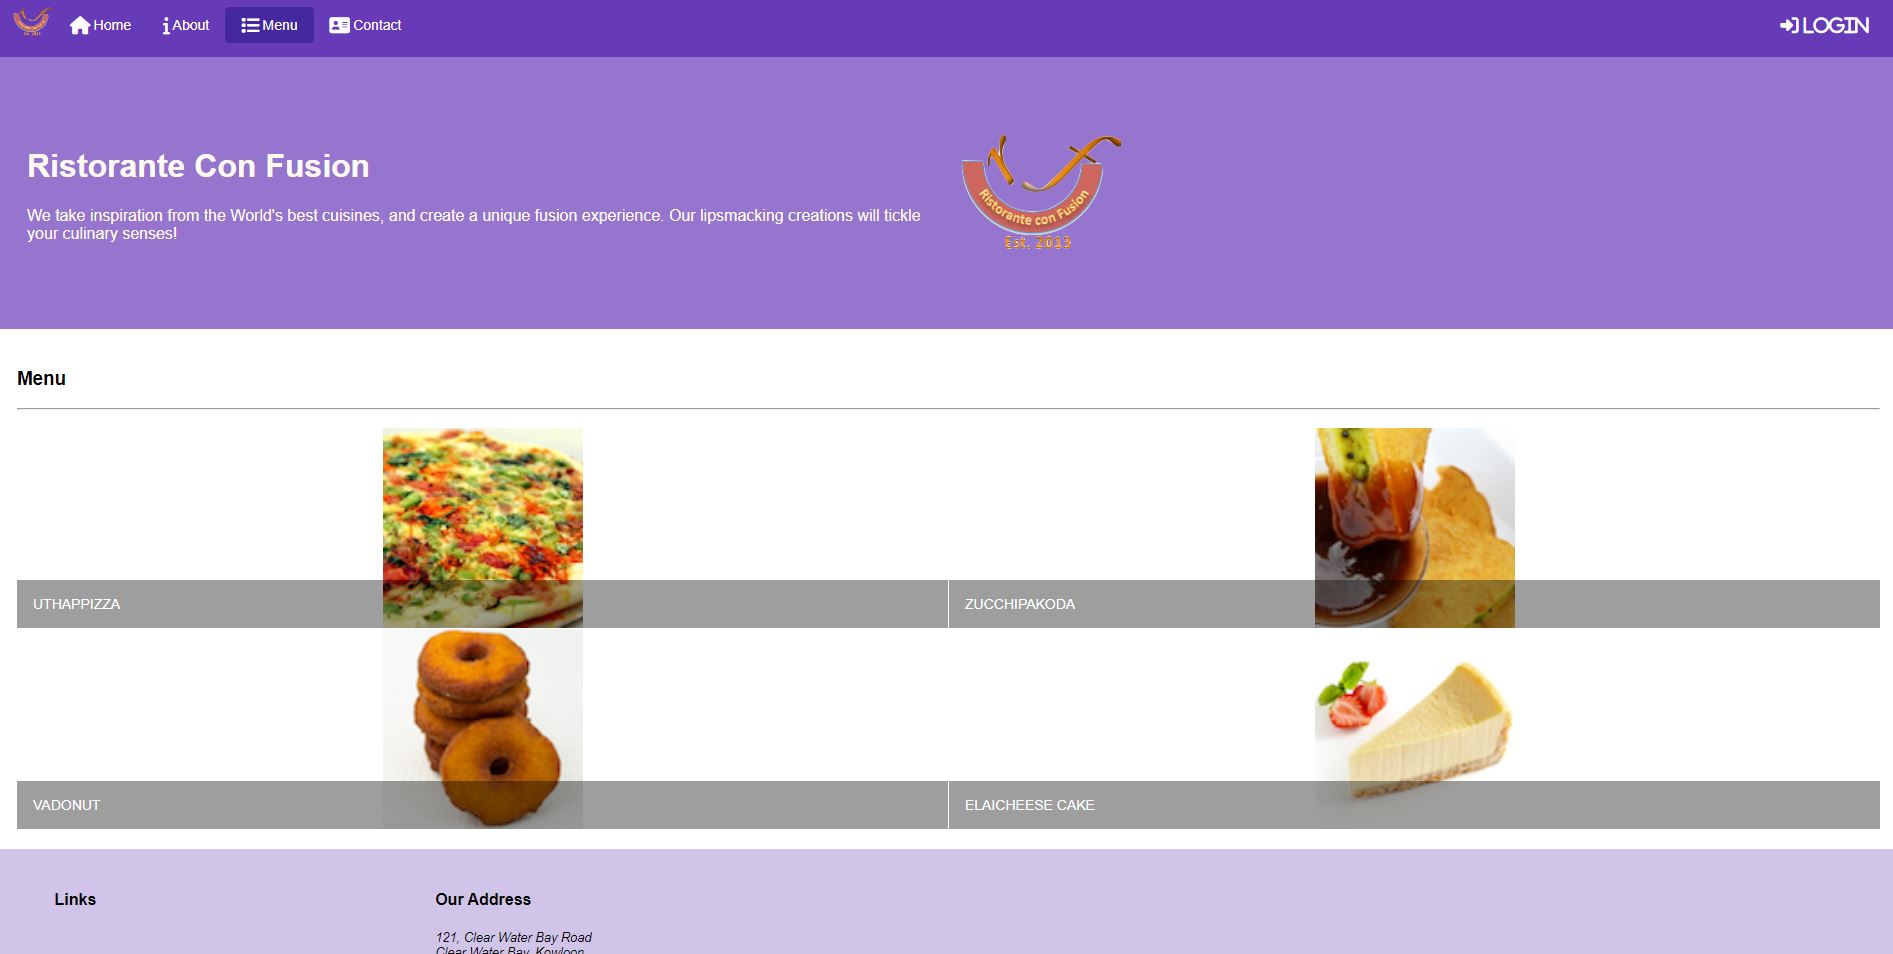 Home
About
Menu
Contact
LOGIN
Ristorante Con Fusion
We take inspiration from the World's best cuisines, and create a unique fusion experience. Our lipsmacking creations will tickle
your culinary senses!
Ristorante con Fusion
Est. 2019
Menu
UTHAPPIZZA
ZUCCHIPAKODA
VADONUT
ELAICHEESE CAKE
Links
Our Address
121, Clear Water Bay Road
Clear Water Bay, Kowloon